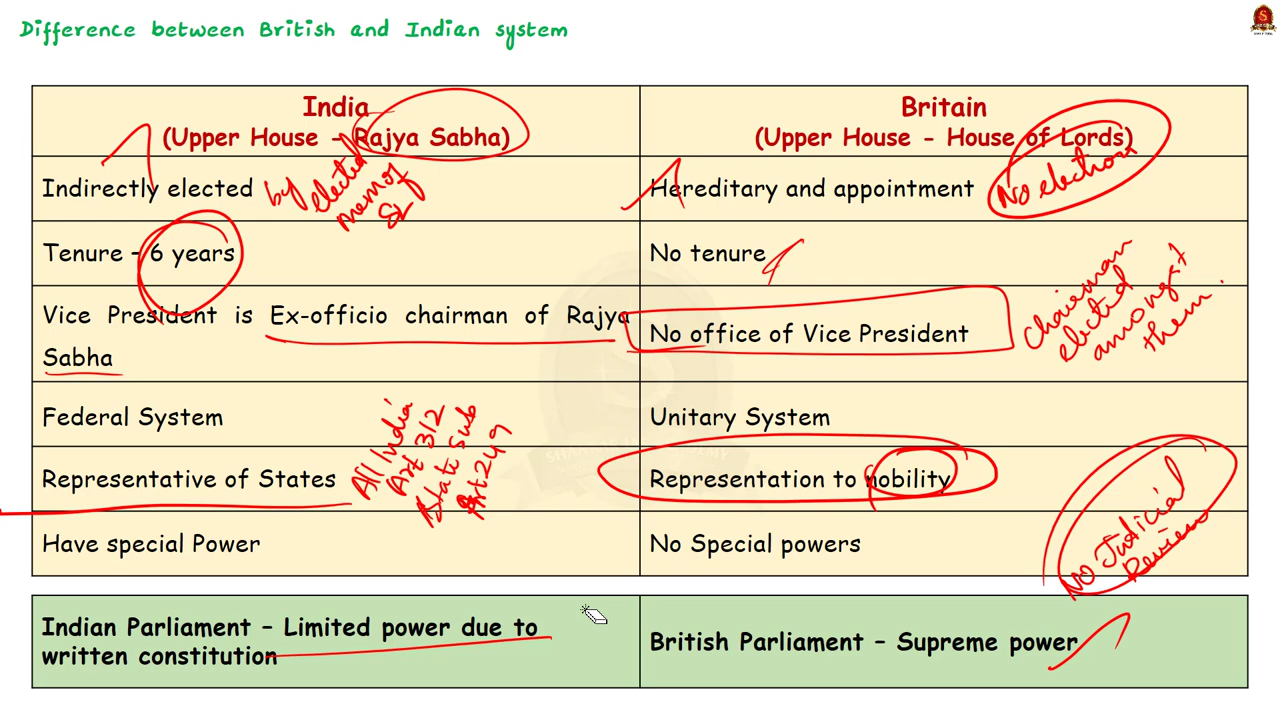 Difference between British and Indian system
India
(Upper House - Rajya Sabha)
Britain
(Upper House - House of Lords)
Indirectly elected
by
elected
mem of
Hereditary and appointment
No election
Tenure - 6 years
No tenure
Vice President is Ex-officio chairman of Rajya
Sabha
No office of Vice President
Chairman
elected
amongst
them.
Federal System
Unitary System
Representative of States
All India
Art 312
State sub
Art 249
Representation to nobility
Have special Power
No Special powers
No Judicial
Review
Indian Parliament – Limited power due to
written constitution
British Parliament – Supreme power